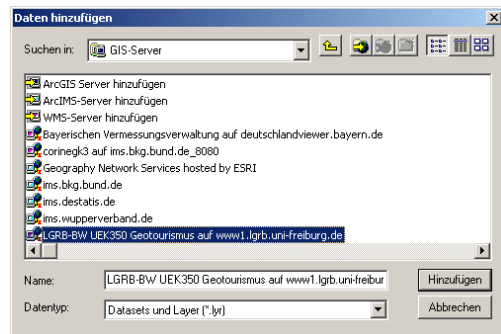 Daten hinzufügen
Suchen in: GIS-Server
ArcGIS Server hinzufügen
ArcIMS-Server hinzufügen
WMS-Server hinzufügen
Bayerischen Vermessungsverwaltung auf deutschlandviewer.bayern.de
corinegk3 auf ims.bkg.bund.de_8080
Geography Network Services hosted by ESRI
ims.bkg.bund.de
ims.destatis.de
ims.wupperverband.de
LGRB-BW UEK350 Geotourismus auf www1.lgrb.uni-freiburg.de
Name: LGRB-BW UEK350 Geotourismus auf www1.lgrb.uni-freibur
Hinzufügen
Datentyp: Datasets und Layer (*.lyr)
Abbrechen